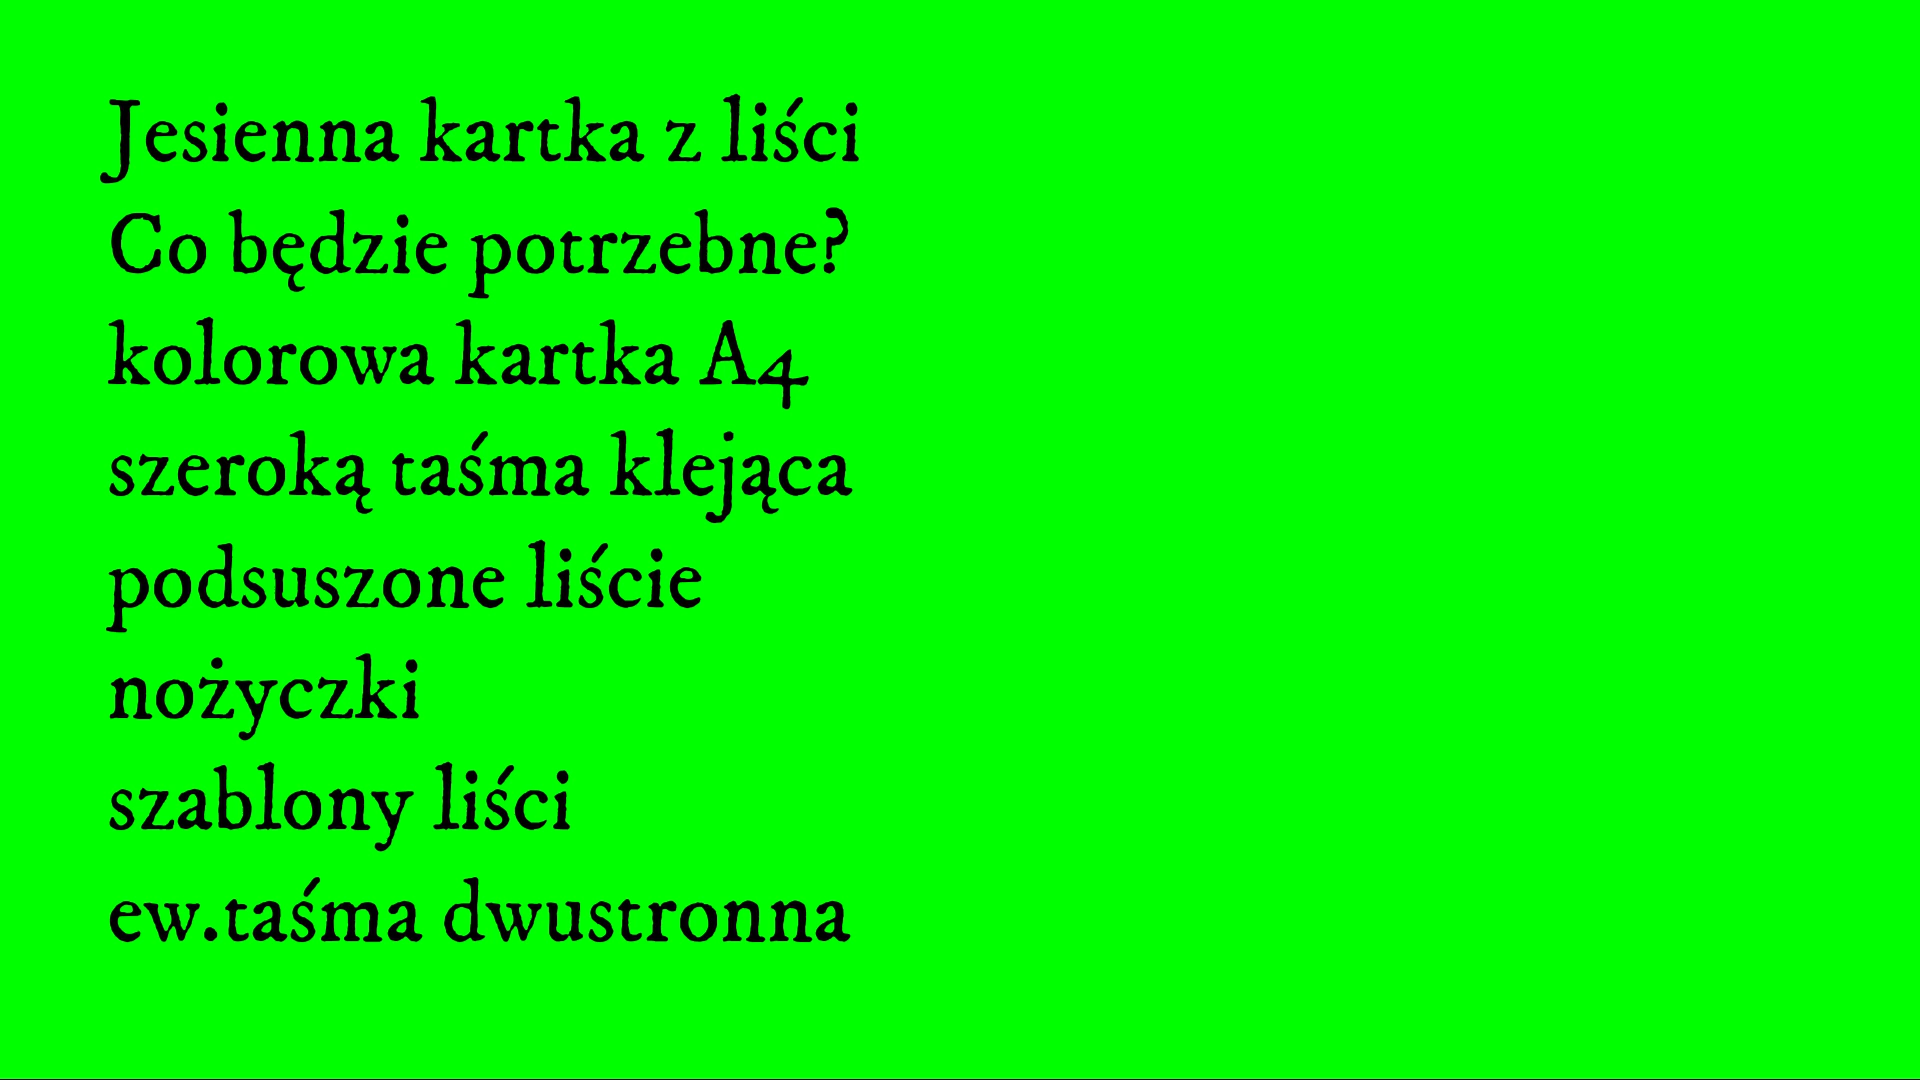 Jesienna kartka z liści
Co będzie potrzebne?
kolorowa kartka A4
szeroką taśma klejąca
podsuszone liście
nożyczki
szablony liści
ew.taśma dwustronna